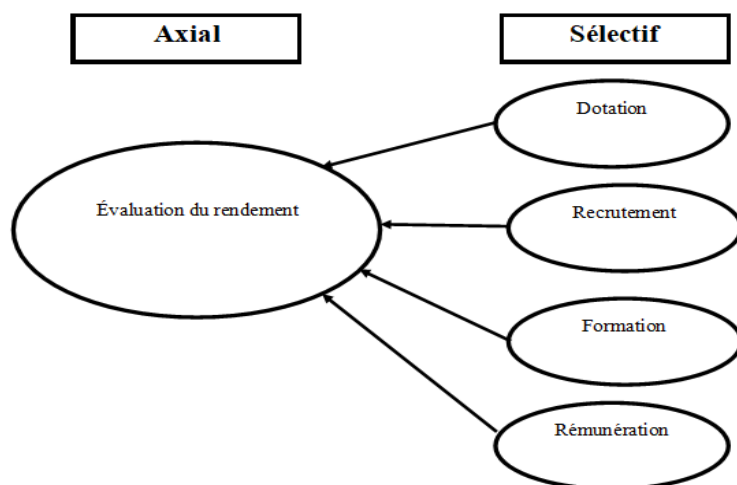 Axial
Sélectif
Dotation
Évaluation du rendement
Recrutement
Formation
Rémunération